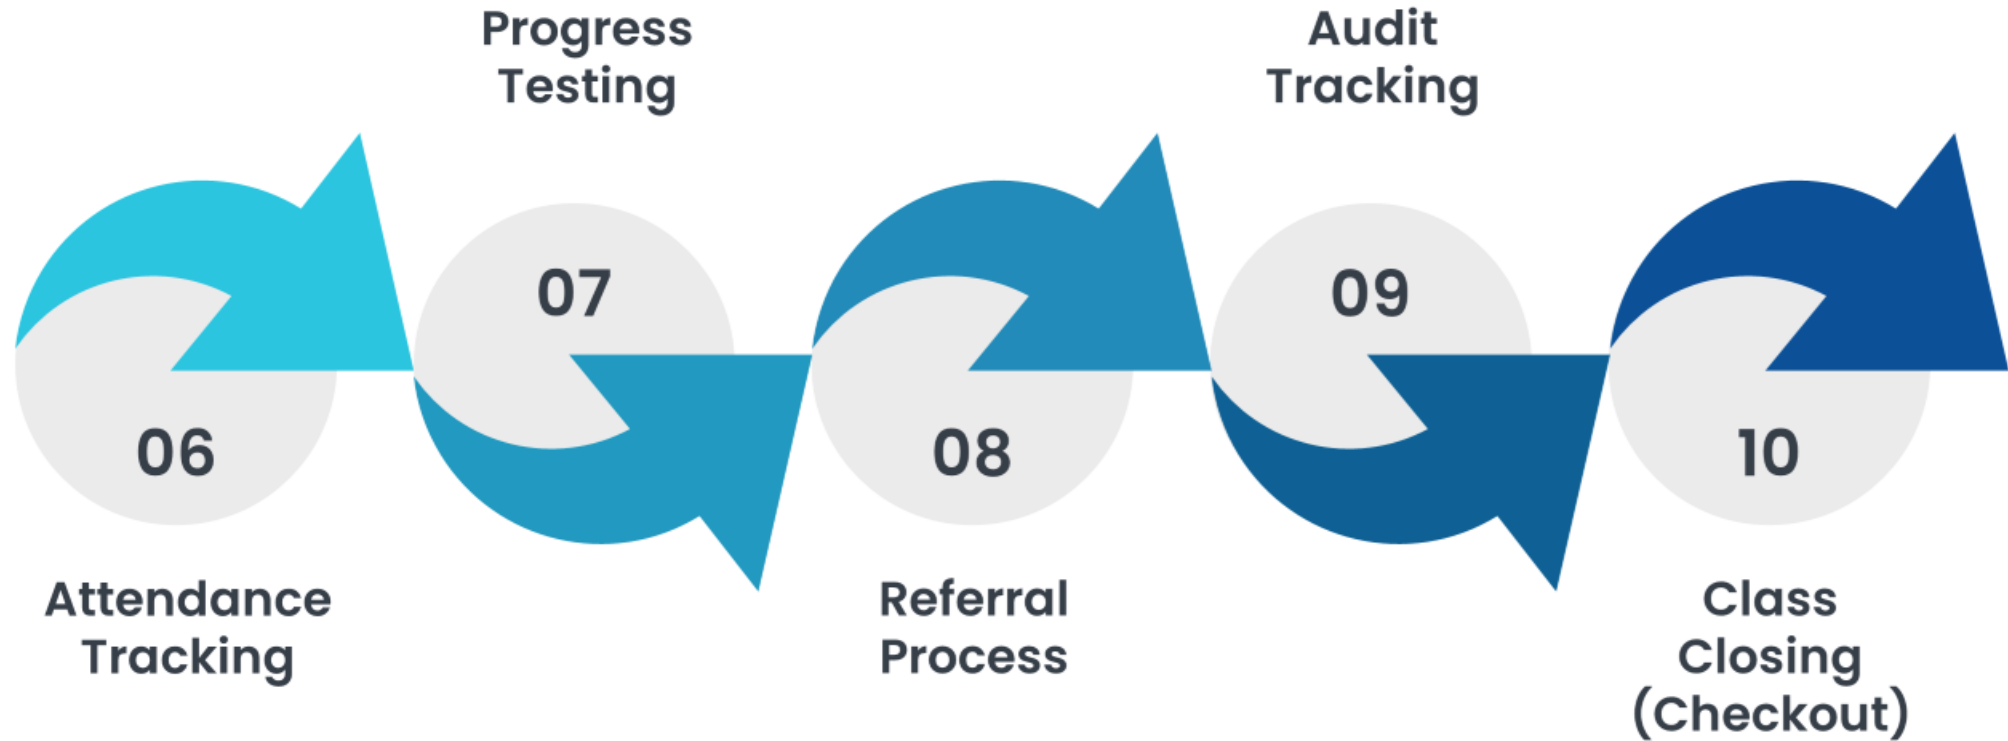 06
Attendance
Tracking
Progress
Testing
07
08
Referral
Process
Audit
Tracking
09
10
Class
Closing
(Checkout)